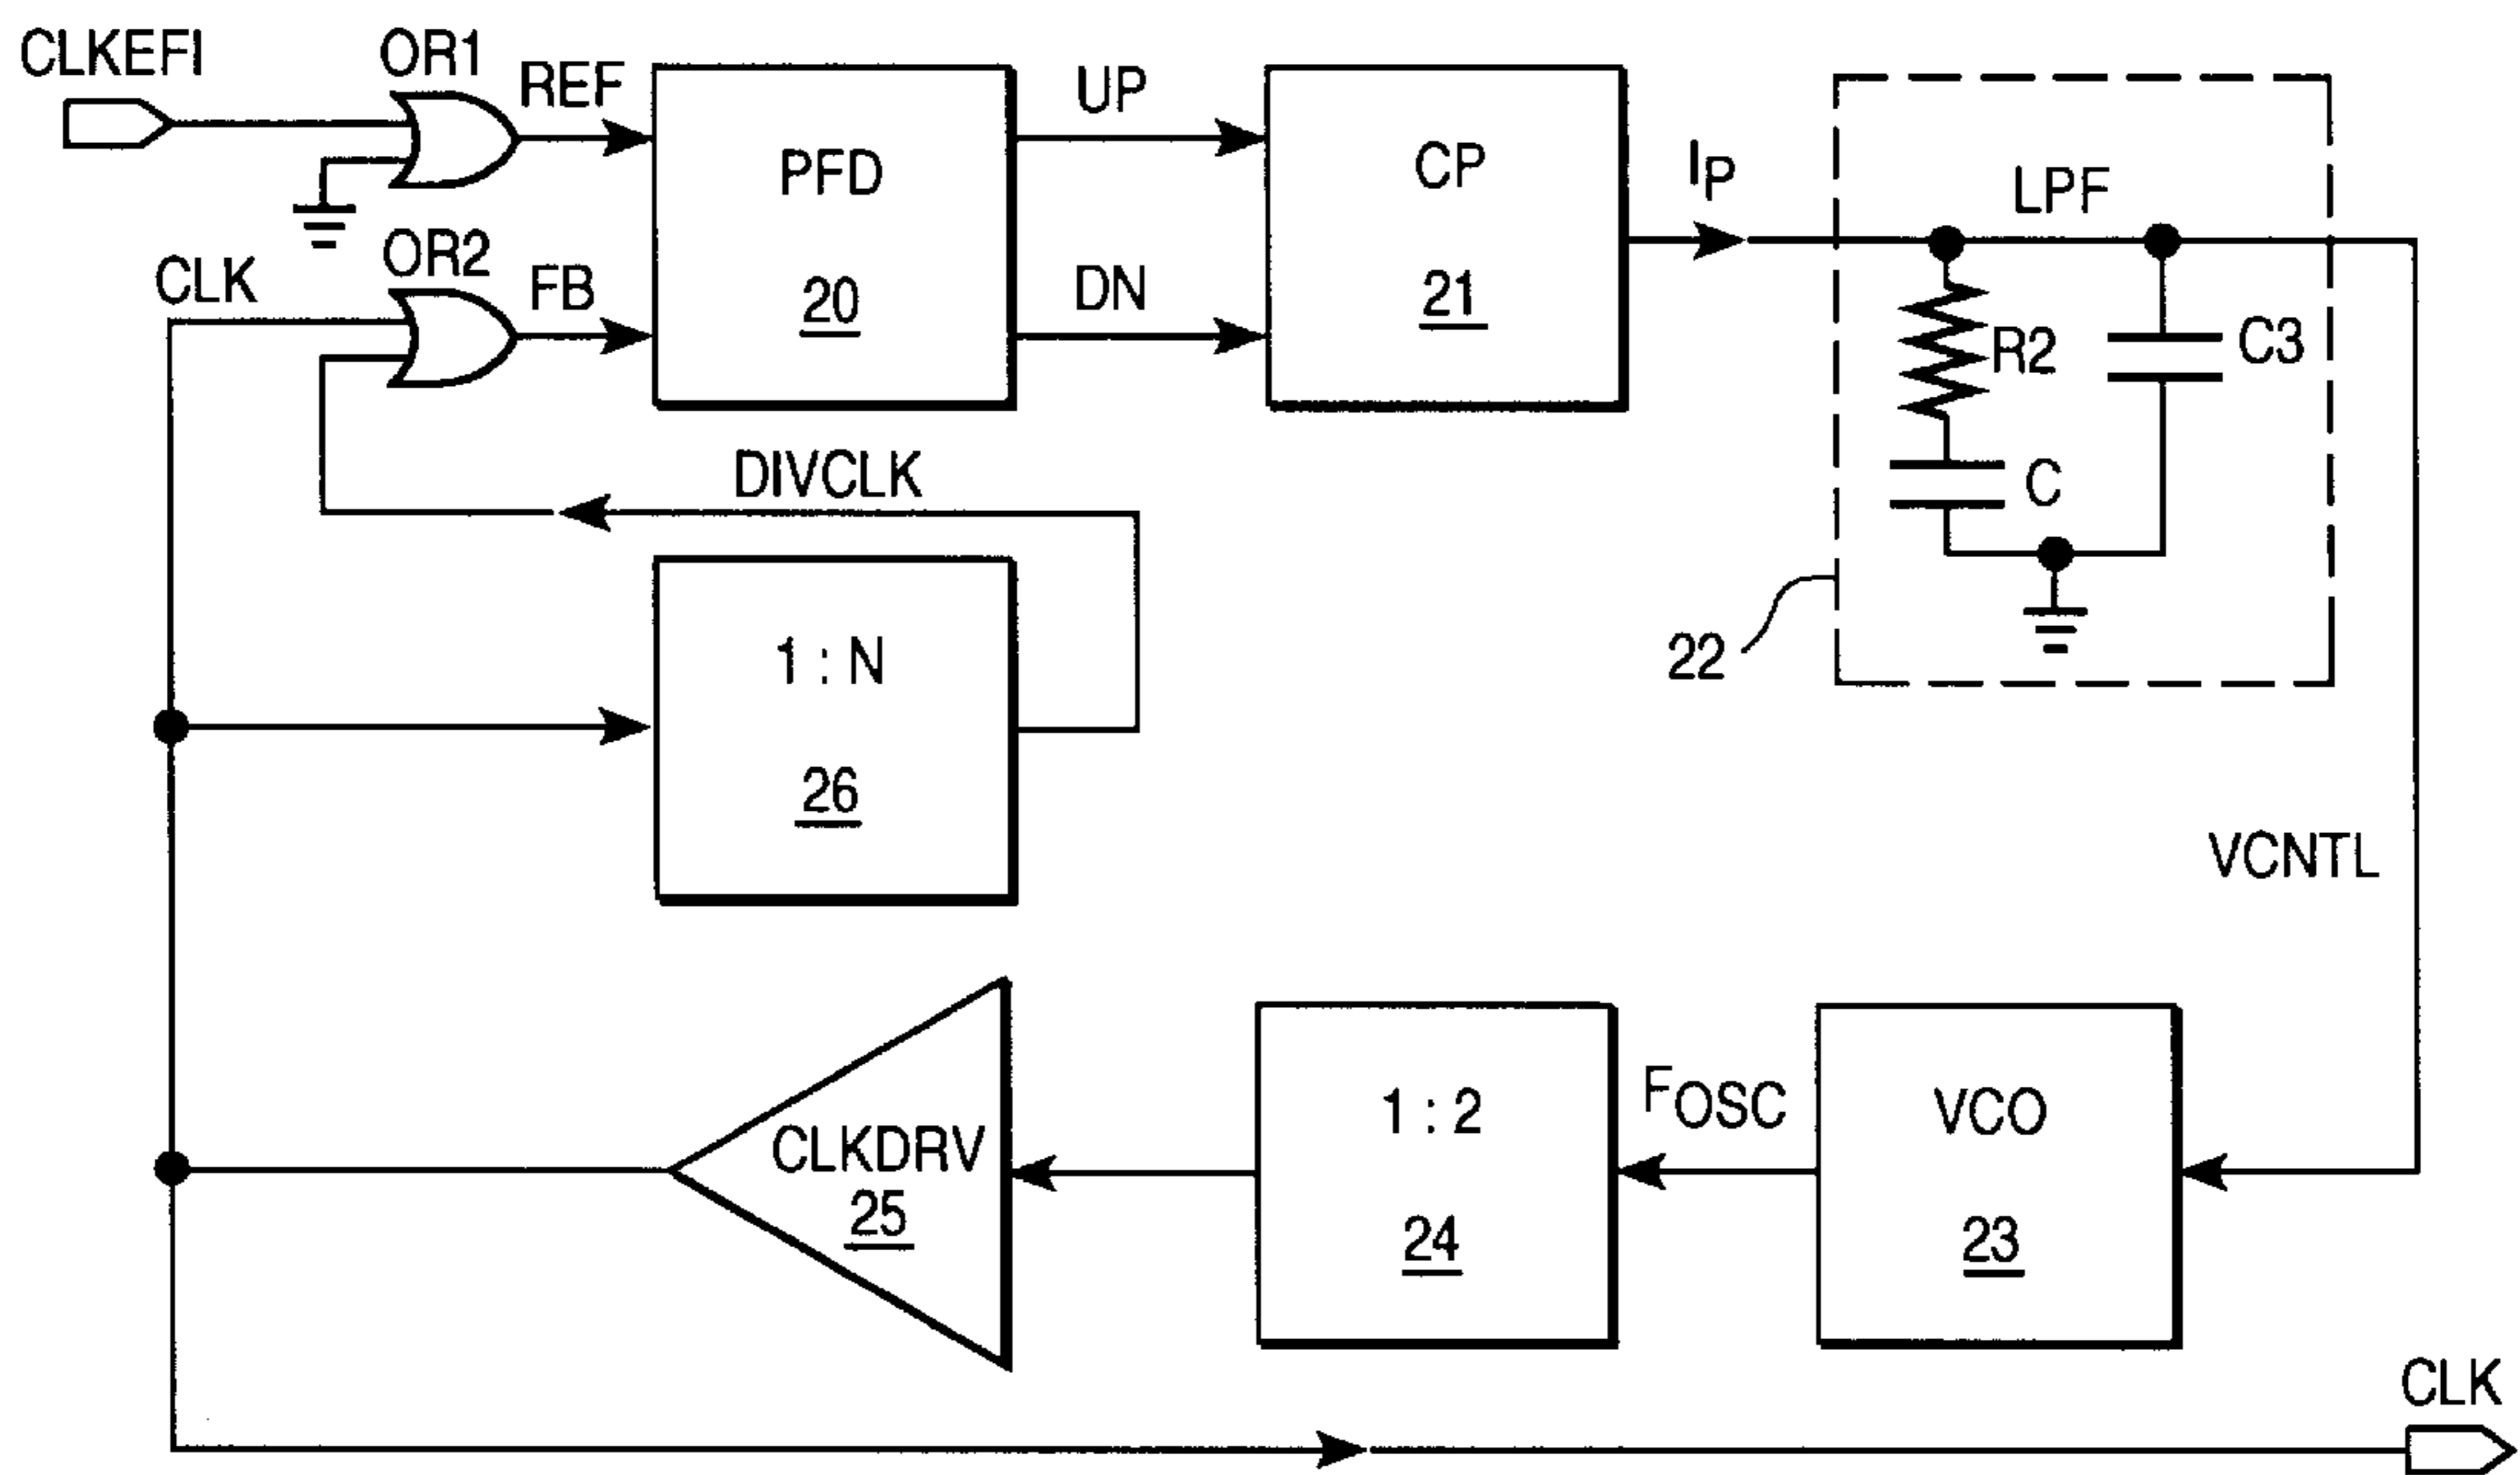 CLKEFI
OR1
REF
UP
PFD
20
CP
21
IP
LPF
OR2
CLK
FB
DN
R2
C3
C
DIVCLK
1 : N
26
22
VCNTL
CLKDRV
25
1 : 2
24
FOSC
VCO
23
CLK